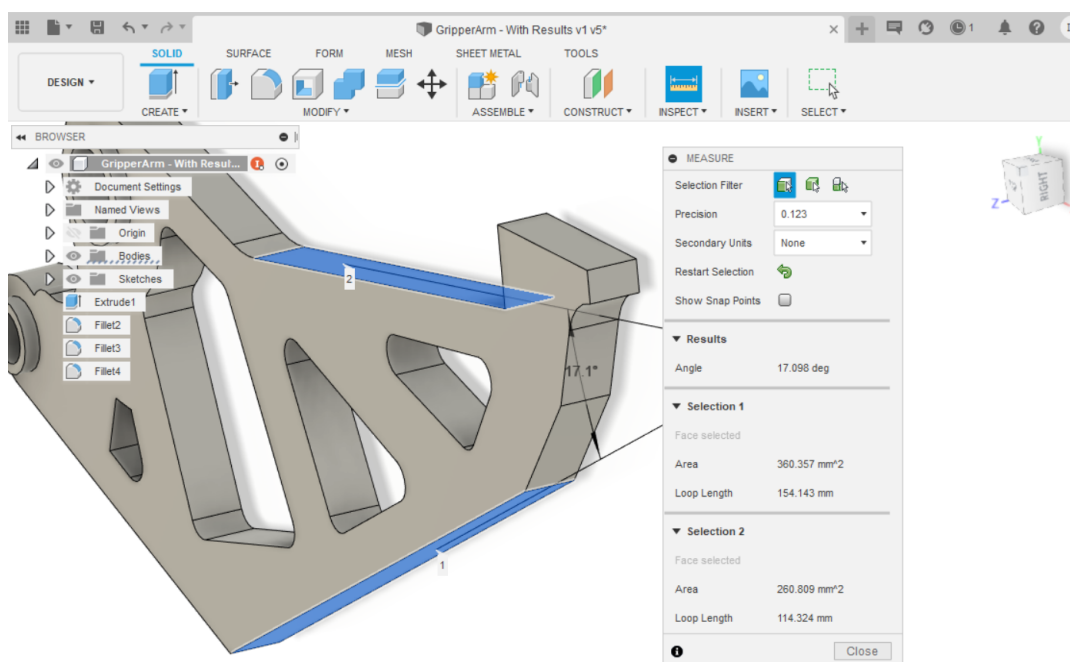 GripperArm - With Results v1 v5*
1
SOLID SURFACE FORM MESH SHEET METAL TOOLS
DESIGN
CREATE MODIFY ASSEMBLE CONSTRUCT INSPECT INSERT SELECT
BROWSER
GripperArm - With Resul...
Document Settings
Named Views
Origin
Bodies
Sketches
Extrude1
Fillet2
Fillet3
Fillet4
2
17.1°
1
Z
Y
RIGHT
MEASURE
Selection Filter
Precision 0.123
Secondary Units None
Restart Selection
Show Snap Points
Results
Angle 17.098 deg
Selection 1
Face selected
Area 360.357 mm^2
Loop Length 154.143 mm
Selection 2
Face selected
Area 260.809 mm^2
Loop Length 114.324 mm
Close